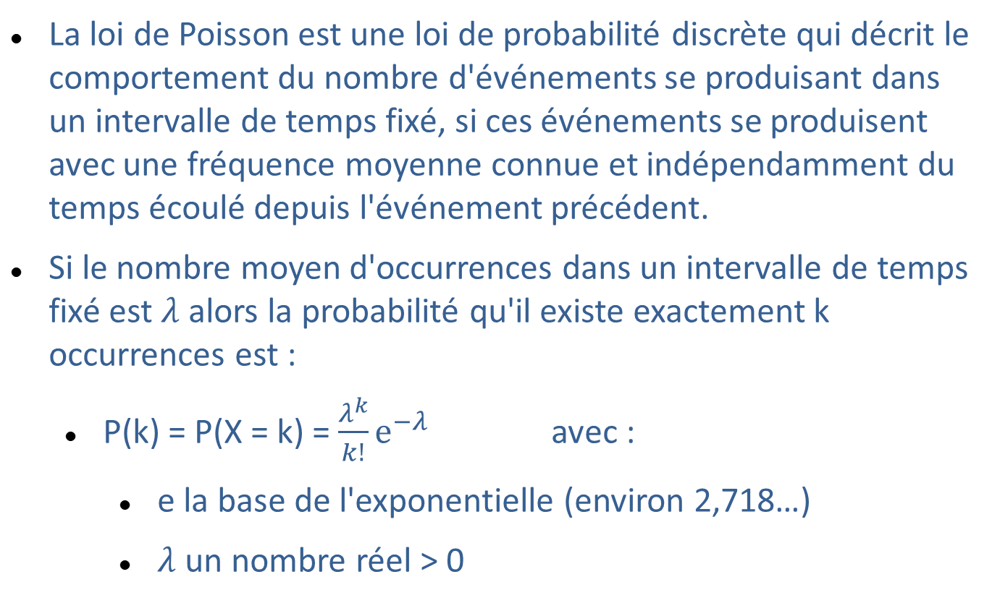 • La loi de Poisson est une loi de probabilité discrète qui décrit le
comportement du nombre d'événements se produisant dans
un intervalle de temps fixé, si ces événements se produisent
avec une fréquence moyenne connue et indépendamment du
temps écoulé depuis l'événement précédent.
• Si le nombre moyen d'occurrences dans un intervalle de temps
fixé est λ alors la probabilité qu'il existe exactement k
occurrences est :
• P(k) = P(X = k) = $\frac{\lambda^k}{k!}\mathrm{e}^{-\lambda}$ avec :
• e la base de l'exponentielle (environ 2,718…)
• λ un nombre réel > 0